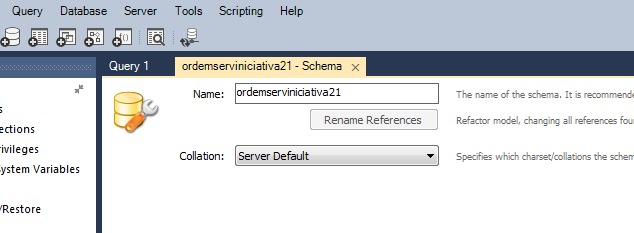 Query Database Server Tools Scripting Help
Query 1 ordemserviniciativa21 - Schema
Name: ordemserviniciativa21 The name of the schema. It is recommende
Rename References Refactor model, changing all references fou
ections
ivileges
Collation: Server Default Specifies which charset/collations the schem
ystem Variables
/Restore